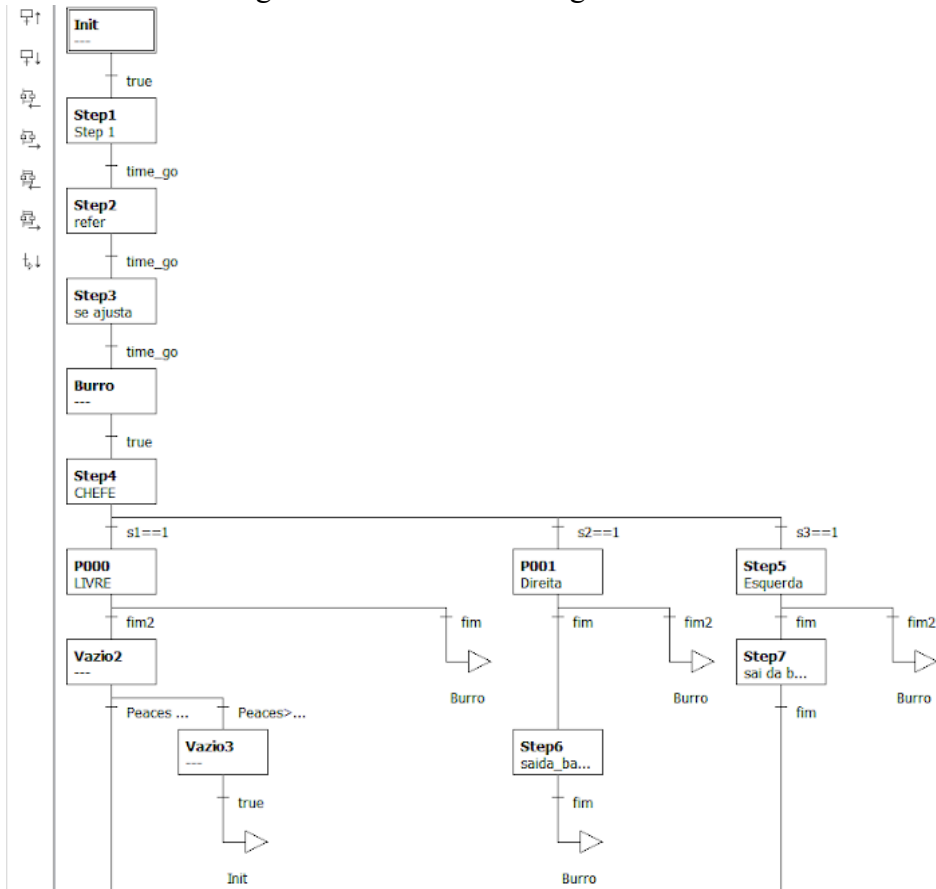 Init
---
true
Step1
Step 1
time_go
Step2
refer
time_go
Step3
se ajusta
time_go
Burro
---
true
Step4
CHEFE
s1==1
s2==1
s3==1
P000
LIVRE
P001
Direita
Step5
Esquerda
fim2
fim
fim
fim2
fim
fim2
Vazio2
---
Burro
Burro
Step7
sai da b...
Burro
Peaces ...
Peaces>...
fim
Vazio3
---
Step6
saida_ba...
true
fim
Init
Burro